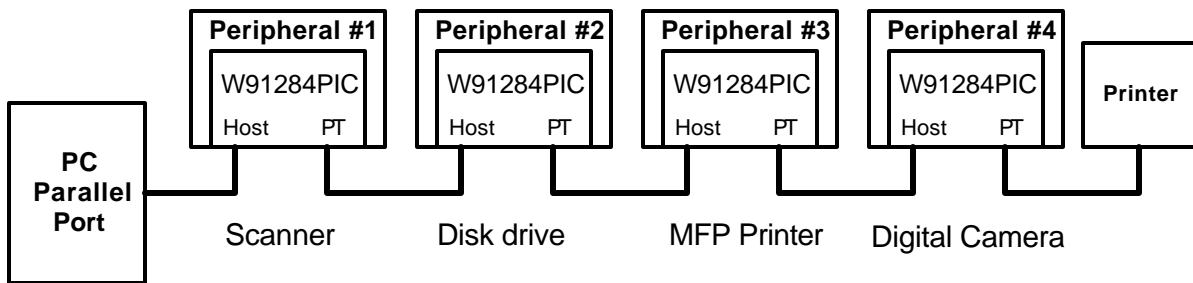 Peripheral #1
W91284PIC
Host PT
Peripheral #2
W91284PIC
Host PT
Peripheral #3
W91284PIC
Host PT
Peripheral #4
W91284PIC
Host PT
Printer
PC
Parallel
Port
Scanner
Disk drive
MFP Printer
Digital Camera